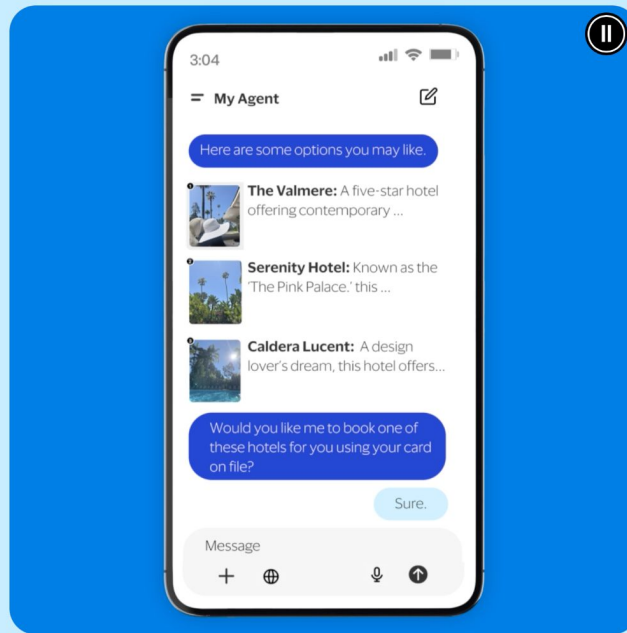 3:04
My Agent
Here are some options you may like.
The Valmere: A five-star hotel
offering contemporary ...
Serenity Hotel: Known as the
'The Pink Palace.' this ...
Caldera Lucent: A design
lover's dream, this hotel offers...
Would you like me to book one of
these hotels for you using your card
on file?
Sure.
Message